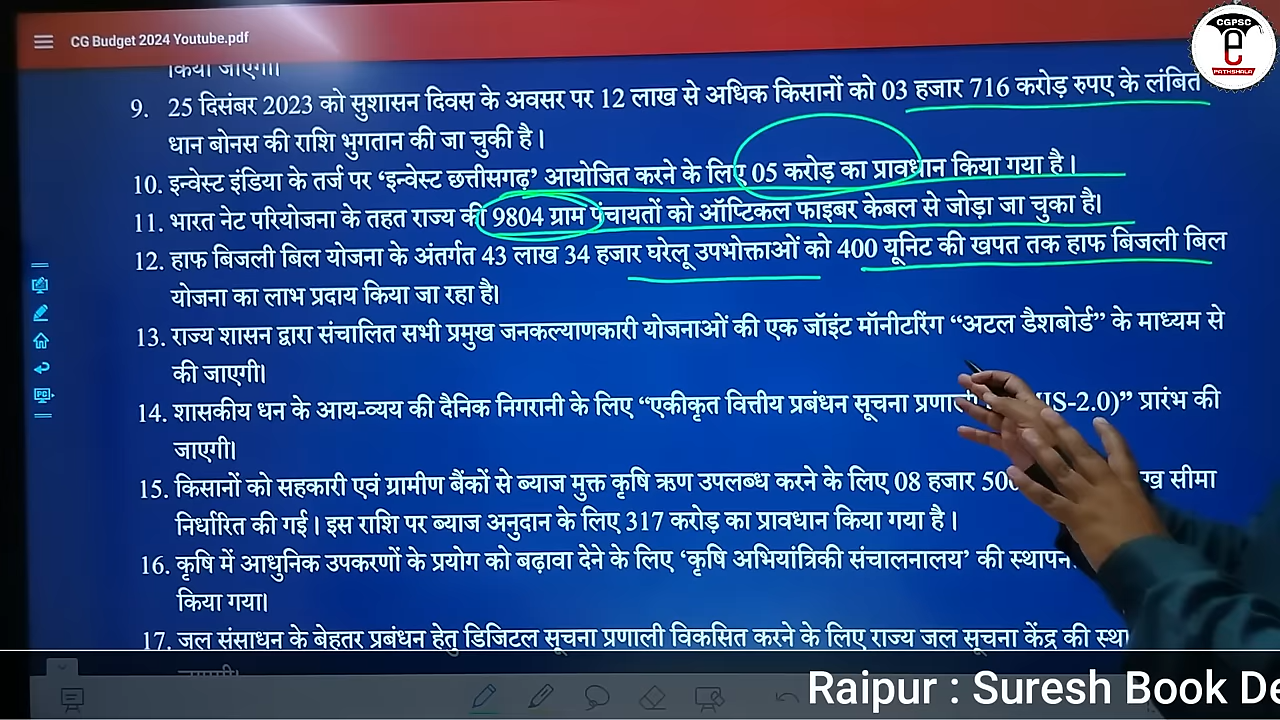 CGPSC
e
PATHSHALA
CG Budget 2024 Youtube.pdf
किया जाएगा।
9. 25 दिसंबर 2023 को सुशासन दिवस के अवसर पर 12 लाख से अधिक किसानों को 03 हजार 716 करोड़ रुपए के लंबित
धान बोनस की राशि भुगतान की जा चुकी है।
10. इन्वेस्ट इंडिया के तर्ज पर ‘इन्वेस्ट छत्तीसगढ़’ आयोजित करने के लिए 05 करोड़ का प्रावधान किया गया है।
11. भारत नेट परियोजना के तहत राज्य की 9804 ग्राम पंचायतों को ऑप्टिकल फाइबर केबल से जोड़ा जा चुका है।
12. हाफ बिजली बिल योजना के अंतर्गत 43 लाख 34 हजार घरेलू उपभोक्ताओं को 400 यूनिट की खपत तक हाफ बिजली बिल
योजना का लाभ प्रदाय किया जा रहा है।
13. राज्य शासन द्वारा संचालित सभी प्रमुख जनकल्याणकारी योजनाओं की एक जॉइंट मॉनीटरिंग “अटल डैशबोर्ड” के माध्यम से
की जाएगी।
14. शासकीय धन के आय-व्यय की दैनिक निगरानी के लिए “एकीकृत वित्तीय प्रबंधन सूचना IS-2.0)” प्रारंभ की
जाएगी।
15. किसानों को सहकारी एवं ग्रामीण बैंकों से ब्याज मुक्त कृषि ऋण उपलब्ध करने के लिए 08 हजार सीमा
निर्धारित की गई। इस राशि पर ब्याज अनुदान के लिए 317 करोड़ का प्रावधान किया गया है।
16. कृषि में आधुनिक उपकरणों के प्रयोग को बढ़ावा देने के लिए ‘कृषि अभियांत्रिकी संचालनालय’ की
किया गया।
17. जल संसाधन के बेहतर प्रबंधन हेतु डिजिटल सूचना प्रणाली विकसित करने के लिए राज्य जल सूचना केंद्र की
Raipur : Suresh Book De